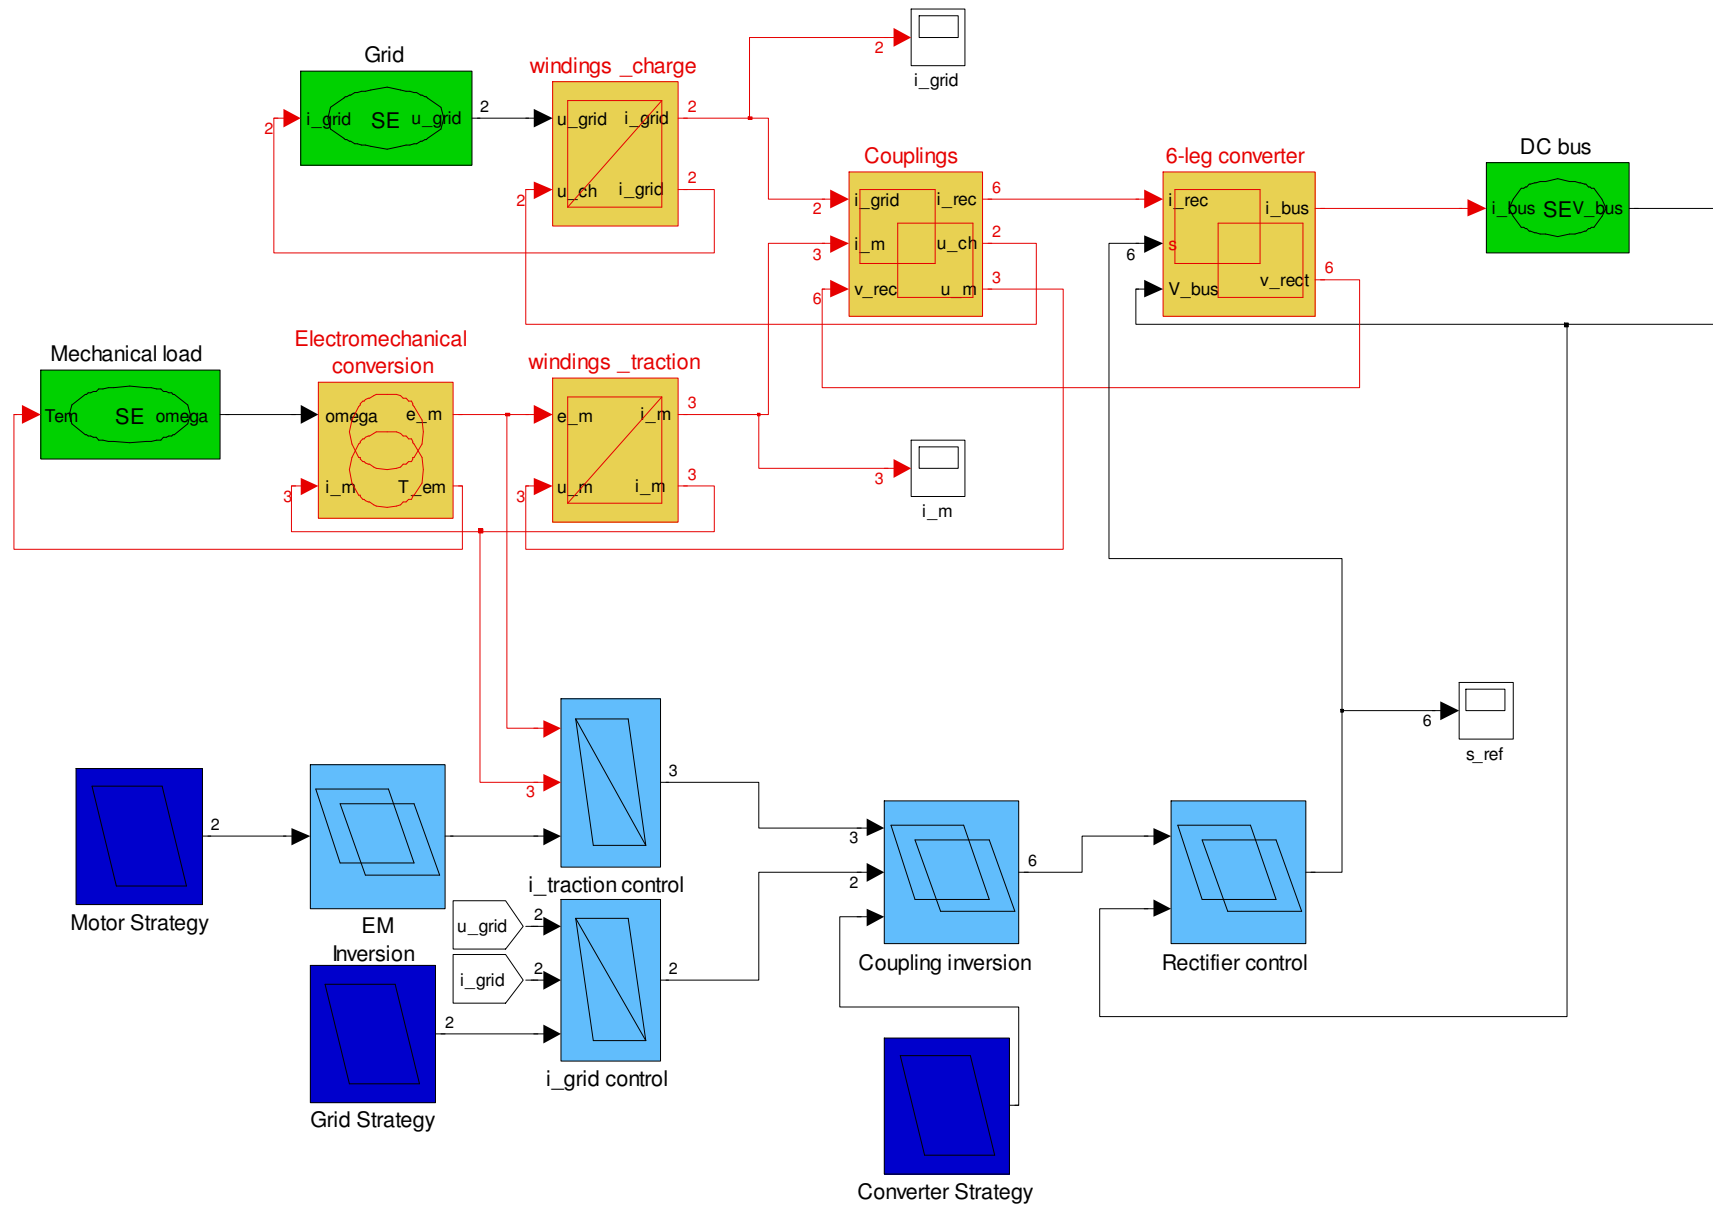 i_grid
2
Grid
i_grid SE u_grid
2
2
windings _charge
u_grid i_grid
u_ch i_grid
2
2
2
Couplings
i_grid i_rec
i_m u_ch
v_rec u_m
2
3
6
6
2
3
6-leg converter
i_rec
s i_bus
V_bus v_rect
6
6
DC bus
i_bus SE V_bus
Mechanical load
Tem SE omega
Electromechanical
conversion
omega e_m
i_m T_em
3
windings _traction
e_m i_m
u_m i_m
3
3
3
3
i_m
6
s_ref
Motor Strategy
2
EM
Inversion
3
3
i_traction control
u_grid
2
i_grid
2
2
2
i_grid control
Grid Strategy
3
2
6
Coupling inversion
Rectifier control
Converter Strategy